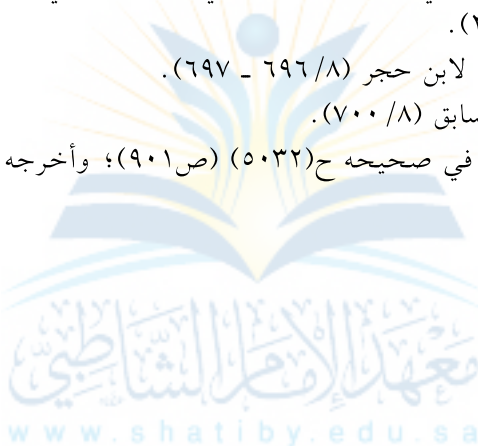 ٢).
لابن حجر (٨/ ٦٩٦ ـ ٦٩٧).
سابق (٨/ ٧٠٠).
في صحيحه ح(٥٠٣٢) (ص٩٠١)؛ وأخرجه
معهد الإمام الشاطبي
www.shatiby.edu.sa